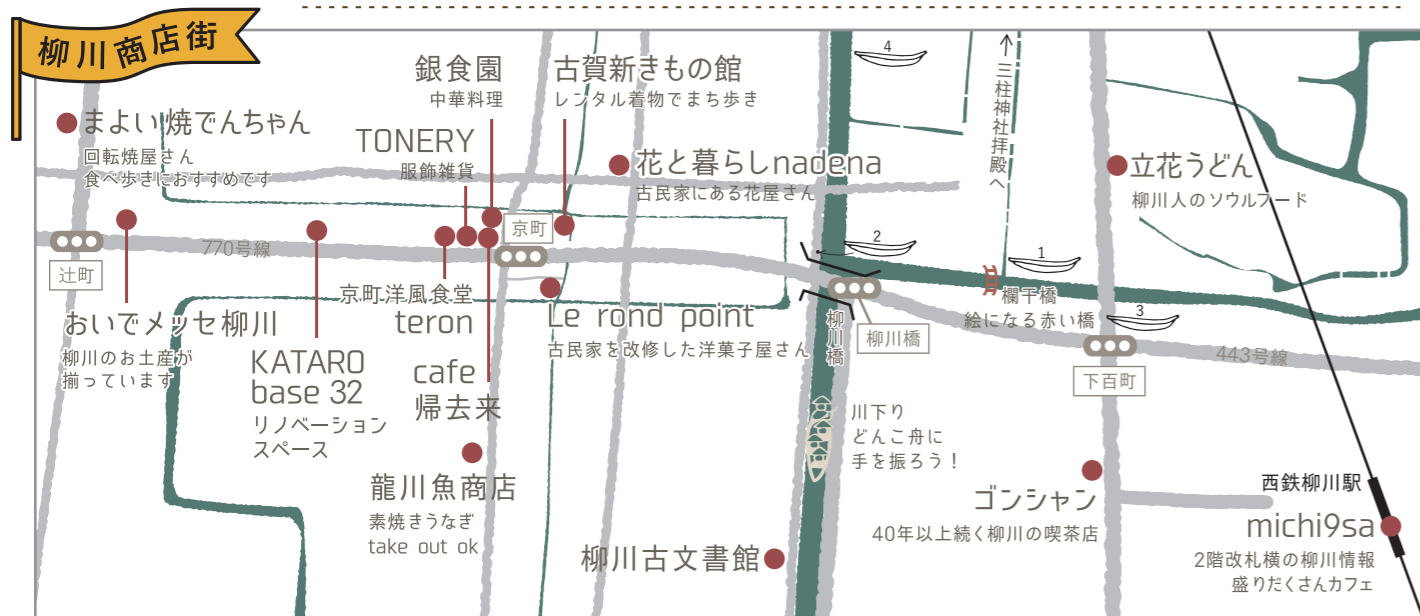 柳川商店街
まよい焼でんちゃん
回転焼屋さん
食べ歩きにおすすめです
銀食園
中華料理
TONERY
服飾雑貨
古賀新きもの館
レンタル着物でまち歩き
花と暮らしnadena
古民家にある花屋さん
4
三柱神社拝殿へ
立花うどん
柳川人のソウルフード
770号線
辻町
京町
2
1
欄干橋
絵になる赤い橋
3
京町洋風食堂
teron
おいでメッセ柳川
柳川のお土産が
揃っています
KATARO
base 32
リノベーション
スペース
cafe
帰去来
Le rond point
古民家を改修した洋菓子屋さん
柳川橋
柳川橋
443号線
下百町
龍川魚商店
素焼きうなぎ
take out ok
川下り
どんこ舟に
手を振ろう！
柳川古文書館
ゴンシャン
40年以上続く柳川の喫茶店
西鉄柳川駅
michi9sa
2階改札横の柳川情報
盛りだくさんカフェ